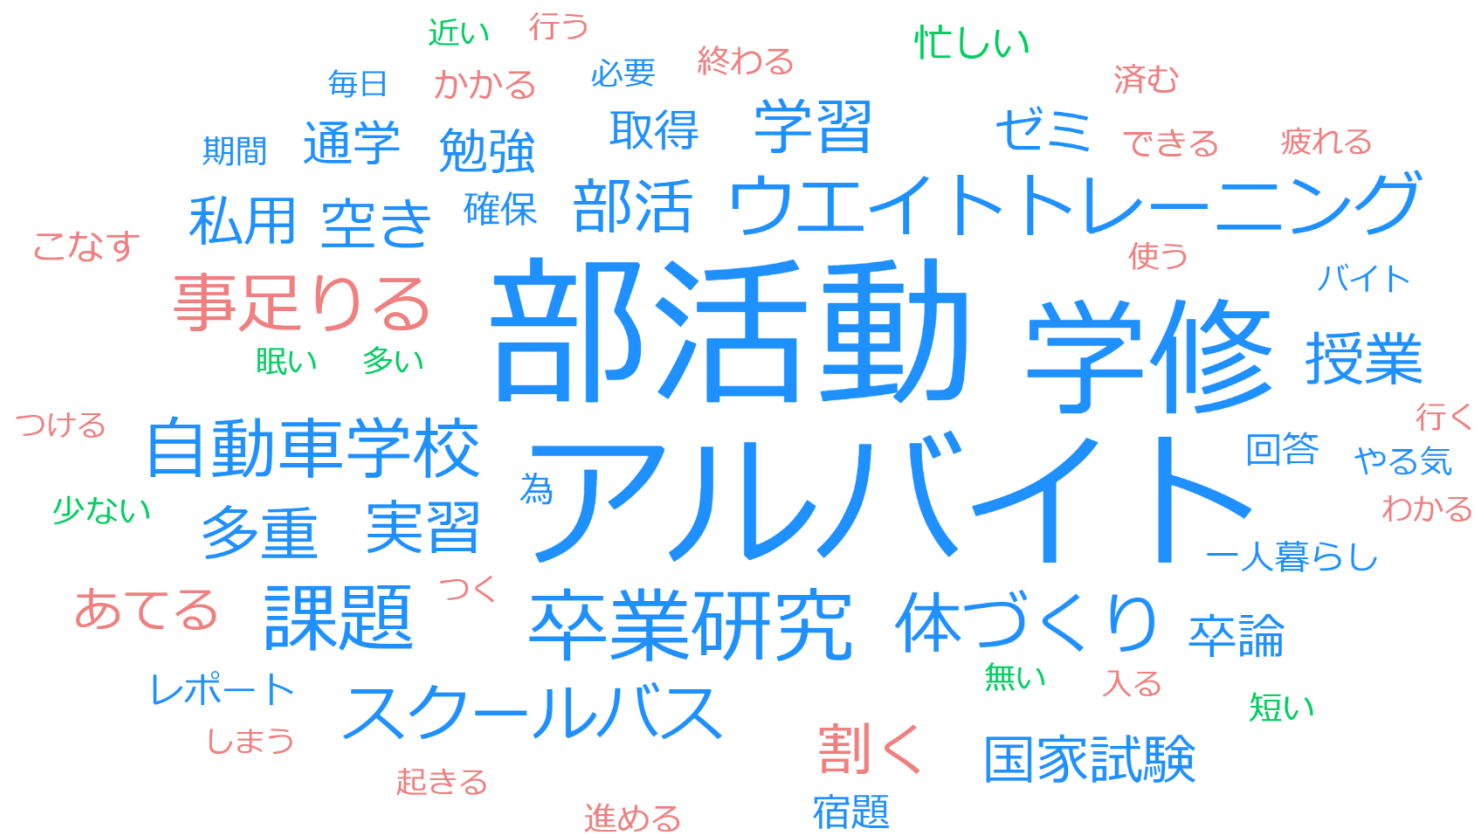 近い 行う 忙しい
毎日 かかる 必要 終わる 済む
期間 通学 勉強 取得 学習 ゼミ できる 疲れる
こなす 私用 空き 確保 部活 ウエイトトレーニング
事足りる 部活動 学修 使う バイト
眠い 多い 授業
つける 自動車学校 アルバイト 回答 やる気 行く
少ない 多重 実習 為 一人暮らし わかる
あてる 課題 つく 卒業研究 体づくり 卒論
レポート スクールバス 無い 入る 短い
しまう 起きる 割く 国家試験
進める 宿題